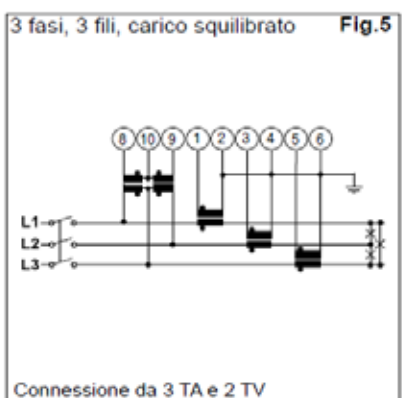 3 fasi, 3 fili, carico squilibrato Fig.5
8 10 9 1 2 3 4 5 6
L1
L2
L3
Connessione da 3 TA e 2 TV